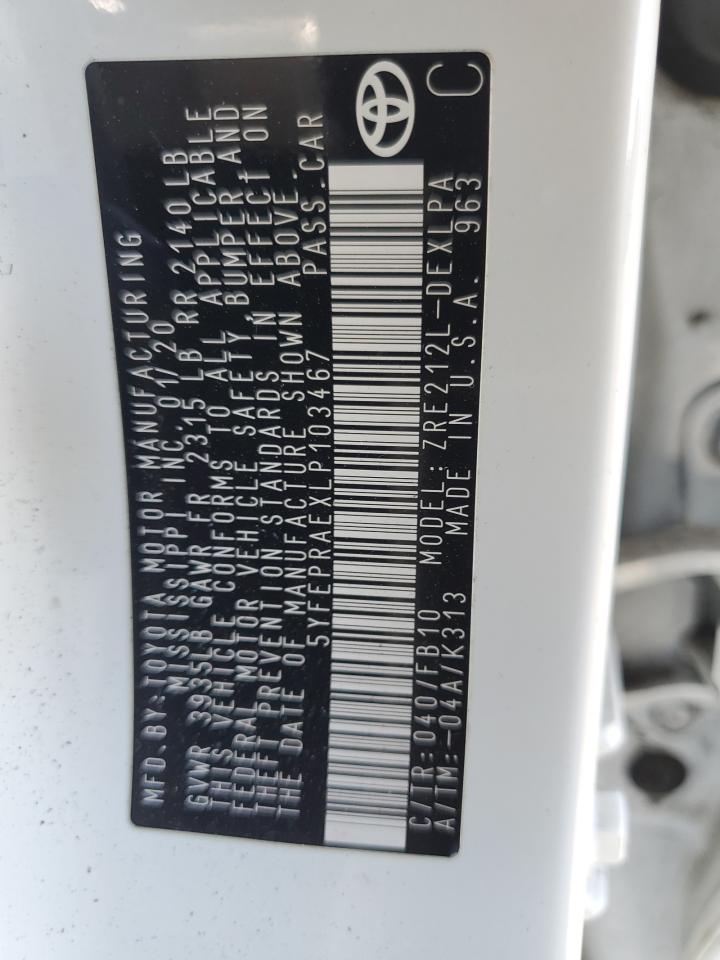 MFD.BY:TOYOTA MOTOR MANUFACTURING
MISSISSIPPI INC. 01/20
GVWR 3935LB GAWR FR 2315 LB RR 2140LB
THIS VEHICLE CONFORMS TO ALL APPLICABLE
FEDERAL MOTOR VEHICLE SAFETY, BUMPER AND
THEFT PREVENTION STANDARDS IN EFFECT ON
THE DATE OF MANUFACTURE SHOWN ABOVE.
5YFEPRAEXLP103467 PASS.CAR
C/TR:040/FB10 MODEL:ZRE212L-DEXLPA
A/TM:-04A/K313 MADE IN U.S.A. 963
C